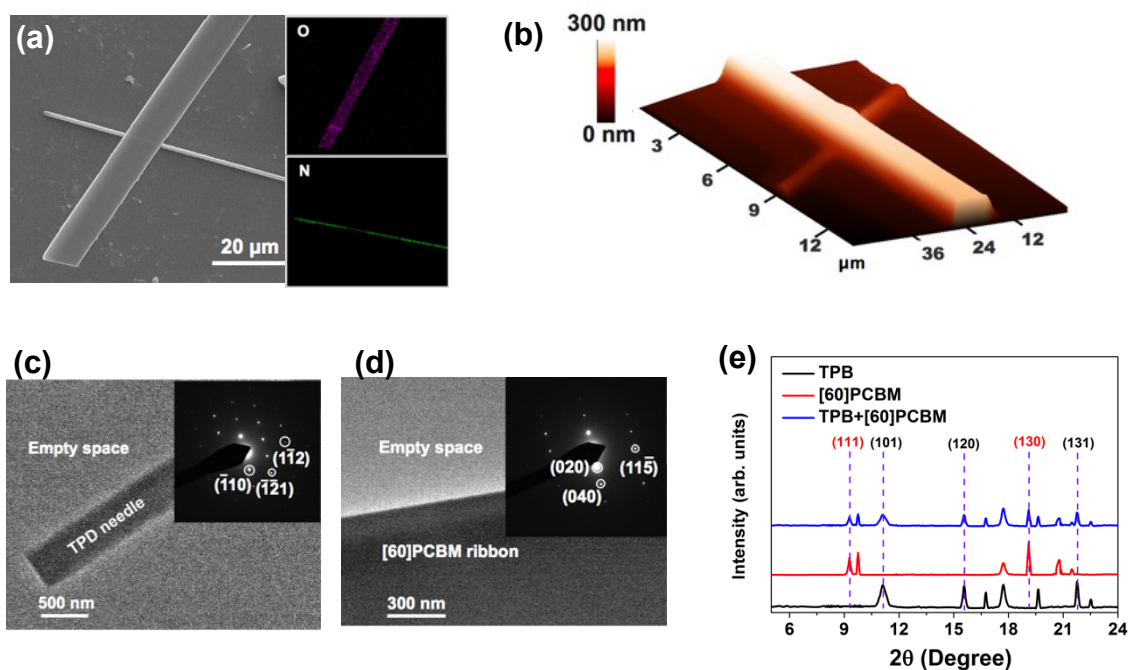 (a)
O
N
20 µm
(b)
300 nm
0 nm
3
6
9
12
µm
36
24
12
(c)
Empty space
TPD needle
500 nm
(1̄12)
(1̄10)
(1̄2̄1)
(d)
Empty space
[60]PCBM ribbon
300 nm
(020)
(040)
(115̄)
(e)
TPB
[60]PCBM
TPB+[60]PCBM
(111)
(101)
(120)
(130)
(131)
Intensity (arb. units)
6
9
12
15
18
21
24
2θ (Degree)